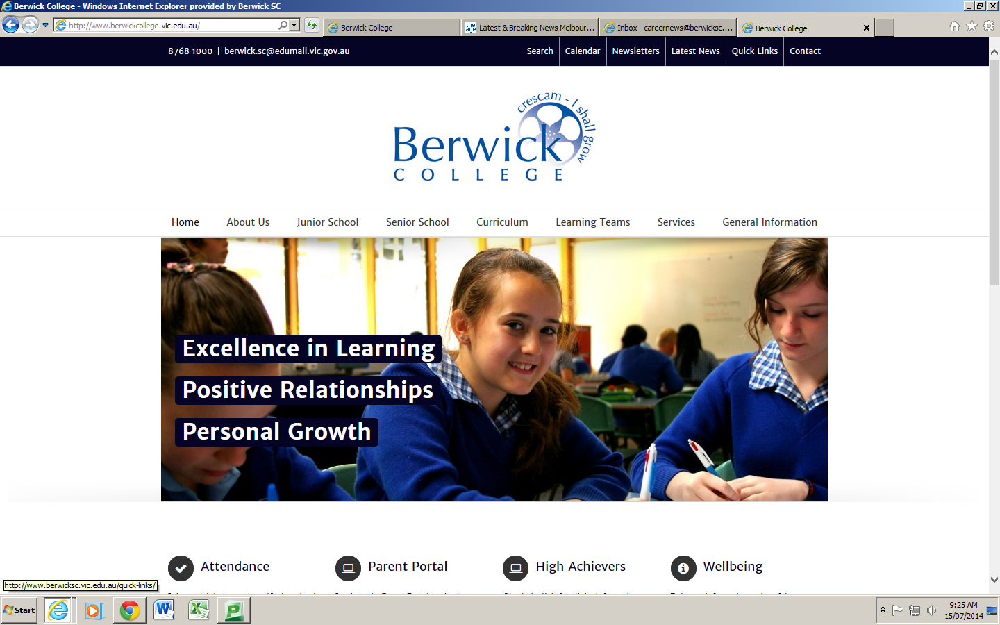 Berwick College - Windows Internet Explorer provided by Berwick SC
http://www.berwickcollege.vic.edu.au/
Berwick College
the age Latest & Breaking News Melbour...
Inbox - careernews@berwicksc....
Berwick College
8768 1000 | berwick.sc@edumail.vic.gov.au
Search
Calendar
Newsletters
Latest News
Quick Links
Contact
crescam - I shall grow
Berwick
COLLEGE
Home
About Us
Junior School
Senior School
Curriculum
Learning Teams
Services
General Information
Excellence in Learning
Positive Relationships
Personal Growth
Attendance
Parent Portal
High Achievers
Wellbeing
http://www.berwicksc.vic.edu.au/quick-links/
Start
9:25 AM
15/07/2014